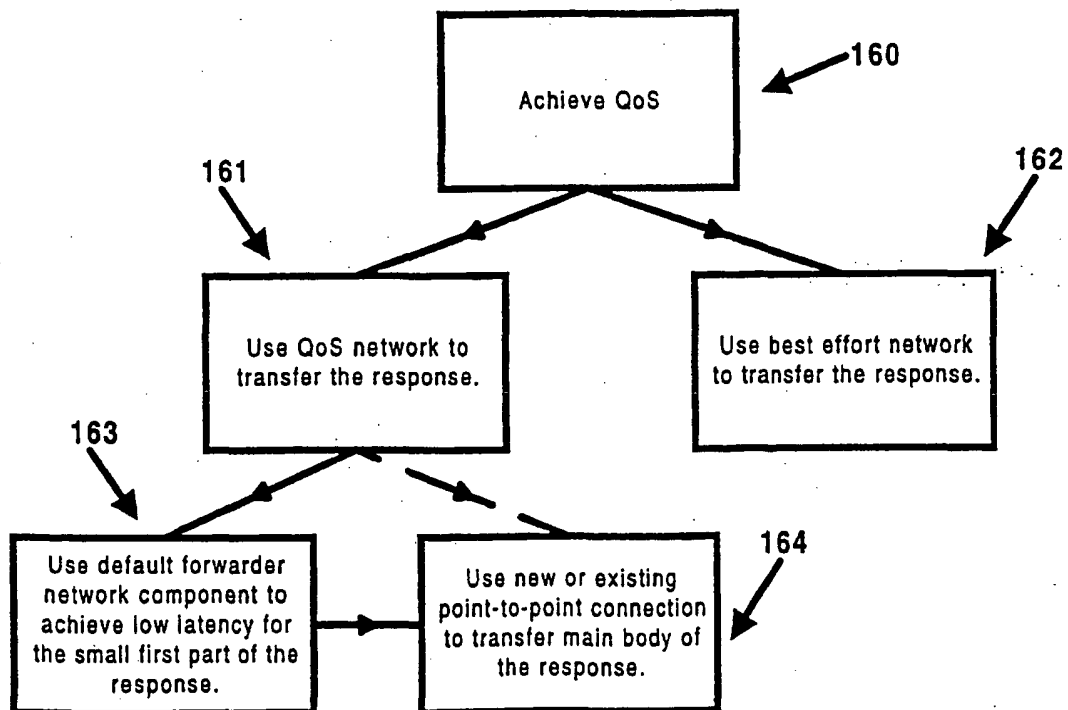 160
Achieve QoS
161
162
Use QoS network to
transfer the response.
Use best effort network
to transfer the response.
163
164
Use default forwarder
network component to
achieve low latency for
the small first part of the
response.
Use new or existing
point-to-point connection
to transfer main body of
the response.